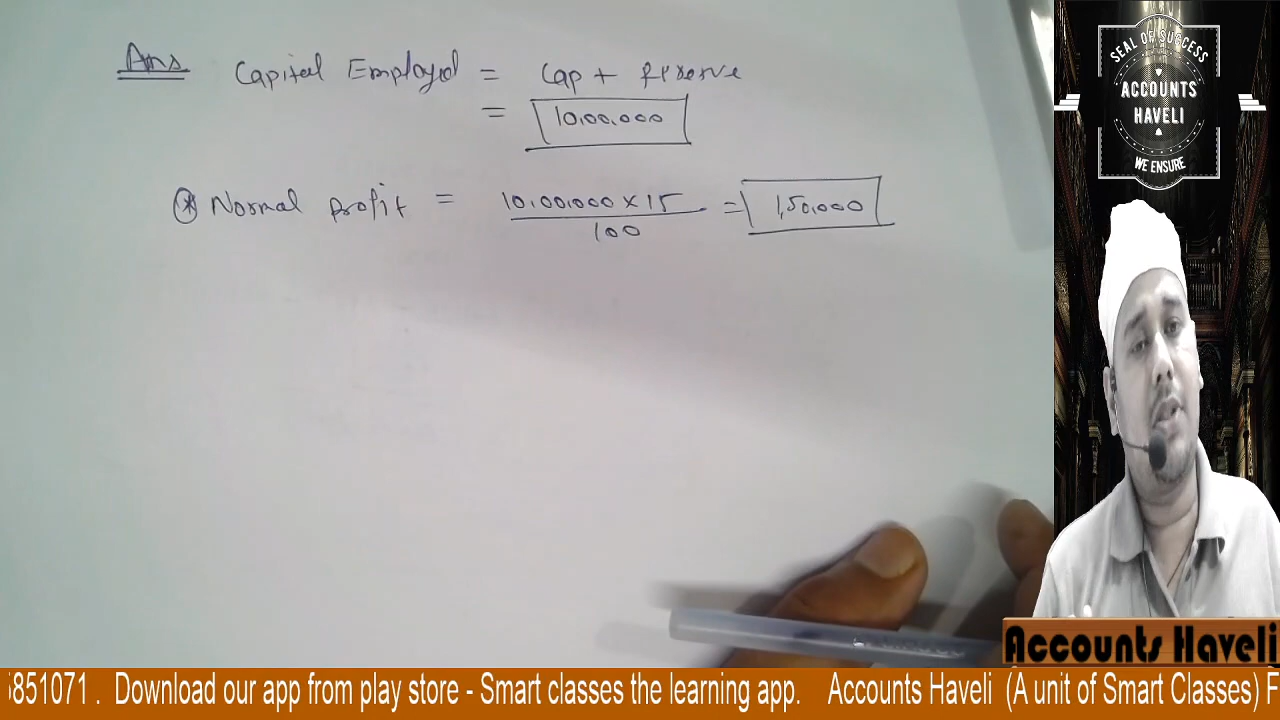 Ans Capital Employed = Cap + Reserve
= 10,00,000
* Normal profit = 10,00,000 × 15 / 100 = 1,50,000
SEAL OF SUCCESS
ACCOUNTS
HAVELI
WE ENSURE
Accounts Haveli
851071 . Download our app from play store - Smart classes the learning app. Accounts Haveli (A unit of Smart Classes) F